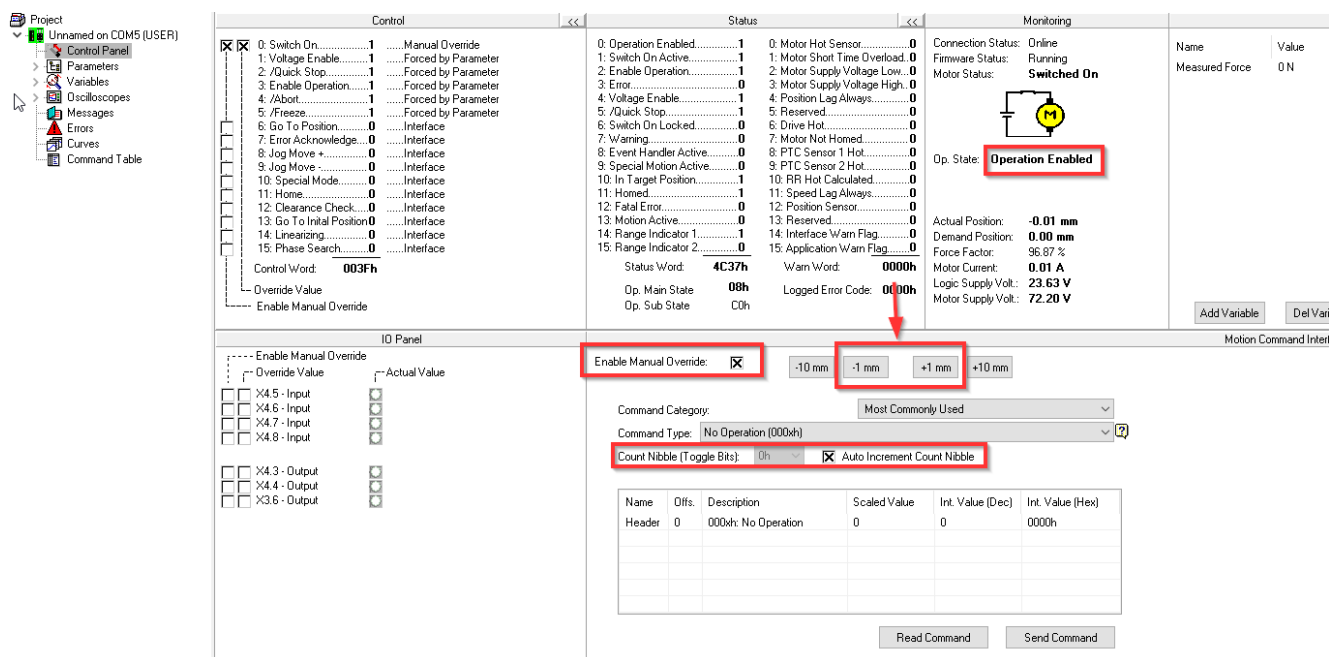 Project
Unnamed on COM5 (USER)
Control Panel
Parameters
Variables
Oscilloscopes
Messages
Errors
Curves
Command Table
Control
<<
0: Switch On.................1 ......Manual Override
1: Voltage Enable.........1 ......Forced by Parameter
2: /Quick Stop...............1 ......Forced by Parameter
3: Enable Operation.......1 ......Forced by Parameter
4: /Abort.......................1 ......Forced by Parameter
5: /Freeze.....................1 ......Forced by Parameter
6: Go To Position..........0 ......Interface
7: Error Acknowledge....0 ......Interface
8: Jog Move +...............0 ......Interface
9: Jog Move -................0 ......Interface
10: Special Mode..........0 ......Interface
11: Home......................0 ......Interface
12: Clearance Check....0 ......Interface
13: Go To Inital Position 0 ......Interface
14: Linearizing..............0 ......Interface
15: Phase Search.........0 ......Interface
Control Word: 003Fh
Override Value
Enable Manual Override
Status
<<
0: Operation Enabled.............1
1: Switch On Active...............1
2: Enable Operation...............1
3: Error...................................0
4: Voltage Enable..................1
5: /Quick Stop........................1
6: Switch On Locked..............0
7: Warning..............................0
8: Event Handler Active.........0
9: Special Motion Active........0
10: In Target Position.............1
11: Homed..............................1
12: Fatal Error.........................0
13: Motion Active...................0
14: Range Indicator 1.............1
15: Range Indicator 2.............0
Status Word: 4C37h
Op. Main State 08h
Op. Sub State C0h
0: Motor Hot Sensor...............0
1: Motor Short Time Overload..0
2: Motor Supply Voltage Low...0
3: Motor Supply Voltage High..0
4: Position Lag Always............0
5: Reserved............................0
6: Drive Hot.............................0
7: Motor Not Homed................0
8: PTC Sensor 1 Hot...............0
9: PTC Sensor 2 Hot...............0
10: RR Hot Calculated.............0
11: Speed Lag Always.............0
12: Position Sensor.................0
13: Reserved...........................0
14: Interface Warn Flag...........0
15: Application Warn Flag........0
Warn Word: 0000h
Logged Error Code: 0000h
Monitoring
Connection Status: Online
Firmware Status: Running
Motor Status: Switched On
M
Op. State: Operation Enabled
Actual Position: -0.01 mm
Demand Position: 0.00 mm
Force Factor: 96.87 %
Motor Current: 0.01 A
Logic Supply Volt.: 23.63 V
Motor Supply Volt.: 72.20 V
Name Value
Measured Force 0 N
Add Variable
IO Panel
Enable Manual Override
Override Value
Actual Value
X4.5 - Input
X4.6 - Input
X4.7 - Input
X4.8 - Input
X4.3 - Output
X4.4 - Output
X3.6 - Output
Motion Command
Enable Manual Override:
-10 mm -1 mm +1 mm +10 mm
Command Category: Most Commonly Used
Command Type: No Operation (000xh)
Count Nibble (Toggle Bits): 0h Auto Increment Count Nibble
Name Offs. Description Scaled Value Int. Value (Dec) Int. Value (Hex)
Header 0 000xh: No Operation 0 0 0000h
Read Command Send Command